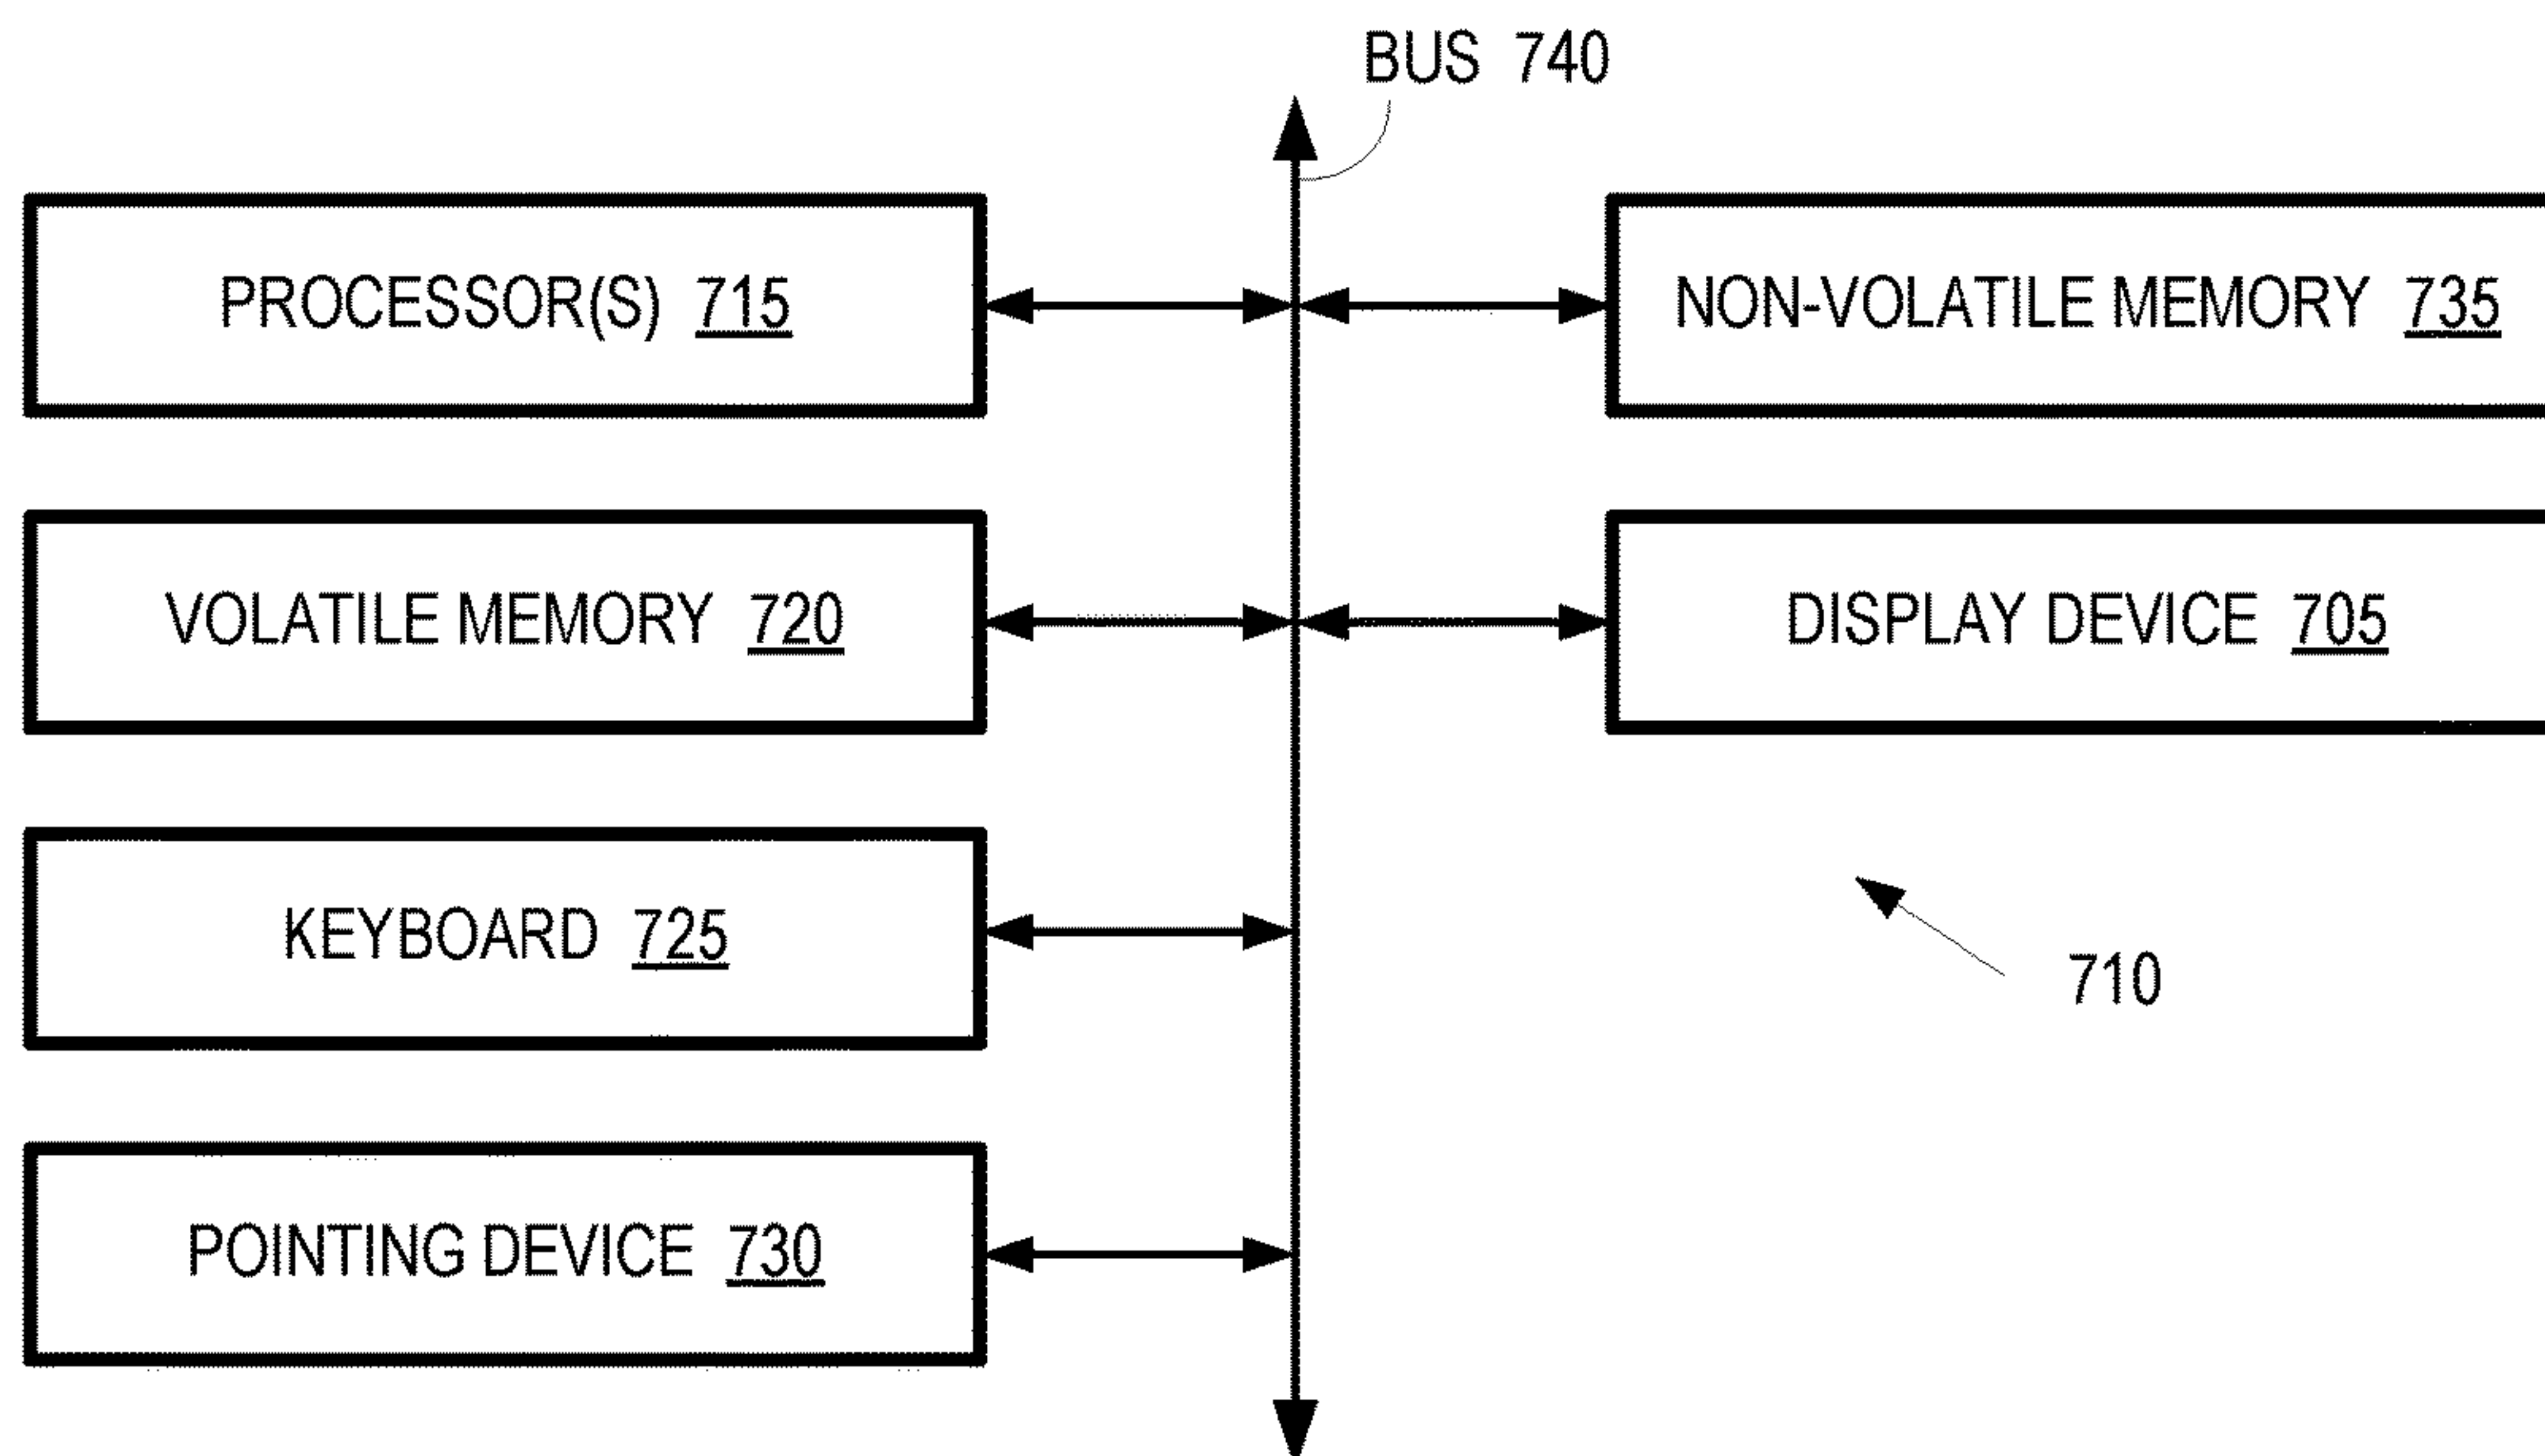 BUS 740
PROCESSOR(S) 715
NON-VOLATILE MEMORY 735
VOLATILE MEMORY 720
DISPLAY DEVICE 705
KEYBOARD 725
710
POINTING DEVICE 730